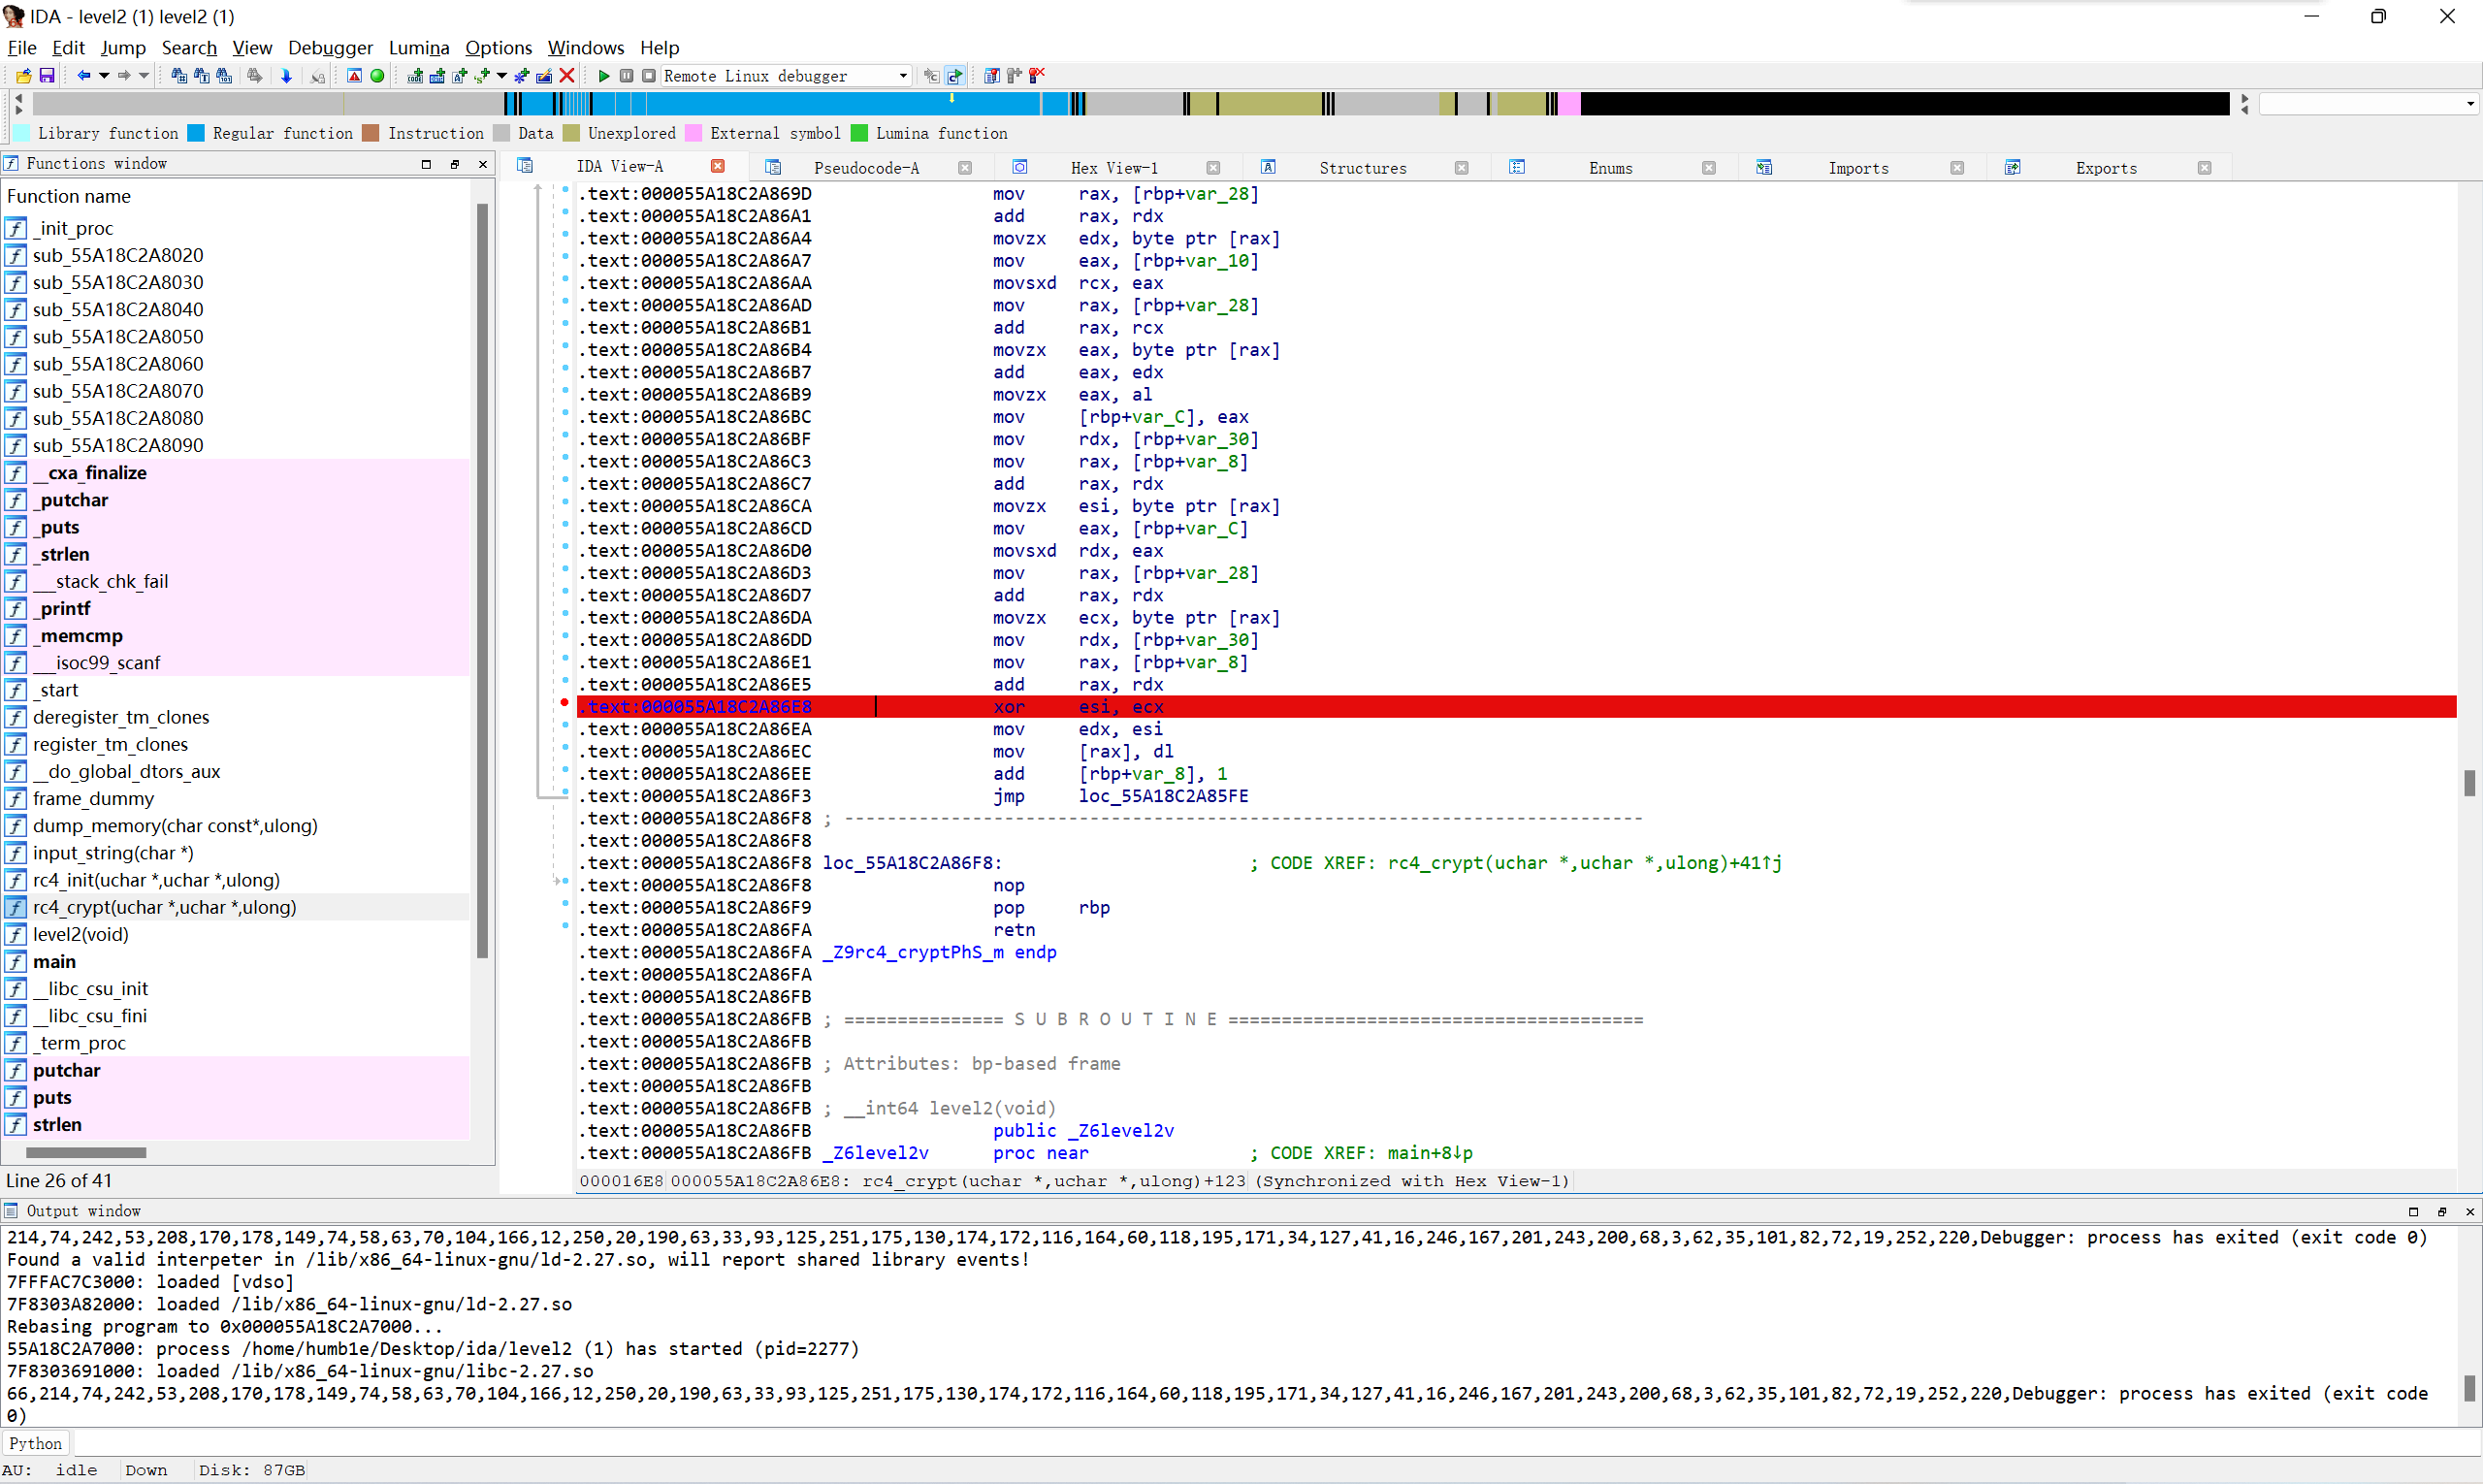 IDA - level2 (1) level2 (1)
File Edit Jump Search View Debugger Lumina Options Windows Help
Remote Linux debugger
Library function Regular function Instruction Data Unexplored External symbol Lumina function
Functions window
Function name
_init_proc
sub_55A18C2A8020
sub_55A18C2A8030
sub_55A18C2A8040
sub_55A18C2A8050
sub_55A18C2A8060
sub_55A18C2A8070
sub_55A18C2A8080
sub_55A18C2A8090
__cxa_finalize
_putchar
_puts
_strlen
___stack_chk_fail
_printf
_memcmp
___isoc99_scanf
_start
deregister_tm_clones
register_tm_clones
__do_global_dtors_aux
frame_dummy
dump_memory(char const*,ulong)
input_string(char *)
rc4_init(uchar *,uchar *,ulong)
rc4_crypt(uchar *,uchar *,ulong)
level2(void)
main
__libc_csu_init
__libc_csu_fini
_term_proc
putchar
puts
strlen
Line 26 of 41
IDA View-A Pseudocode-A Hex View-1 Structures Enums Imports Exports
.text:000055A18C2A869D mov rax, [rbp+var_28]
.text:000055A18C2A86A1 add rax, rdx
.text:000055A18C2A86A4 movzx edx, byte ptr [rax]
.text:000055A18C2A86A7 mov eax, [rbp+var_10]
.text:000055A18C2A86AA movsxd rcx, eax
.text:000055A18C2A86AD mov rax, [rbp+var_28]
.text:000055A18C2A86B1 add rax, rcx
.text:000055A18C2A86B4 movzx eax, byte ptr [rax]
.text:000055A18C2A86B7 add eax, edx
.text:000055A18C2A86B9 movzx eax, al
.text:000055A18C2A86BC mov [rbp+var_C], eax
.text:000055A18C2A86BF mov rdx, [rbp+var_30]
.text:000055A18C2A86C3 mov rax, [rbp+var_8]
.text:000055A18C2A86C7 add rax, rdx
.text:000055A18C2A86CA movzx esi, byte ptr [rax]
.text:000055A18C2A86CD mov eax, [rbp+var_C]
.text:000055A18C2A86D0 movsxd rdx, eax
.text:000055A18C2A86D3 mov rax, [rbp+var_28]
.text:000055A18C2A86D7 add rax, rdx
.text:000055A18C2A86DA movzx ecx, byte ptr [rax]
.text:000055A18C2A86DD mov rdx, [rbp+var_30]
.text:000055A18C2A86E1 mov rax, [rbp+var_8]
.text:000055A18C2A86E5 add rax, rdx
.text:000055A18C2A86E8 xor esi, ecx
.text:000055A18C2A86EA mov edx, esi
.text:000055A18C2A86EC mov [rax], dl
.text:000055A18C2A86EE add [rbp+var_8], 1
.text:000055A18C2A86F3 jmp loc_55A18C2A85FE
.text:000055A18C2A86F8 ; ---------------------------------------------------------------------------
.text:000055A18C2A86F8
.text:000055A18C2A86F8 loc_55A18C2A86F8: ; CODE XREF: rc4_crypt(uchar *,uchar *,ulong)+41↑j
.text:000055A18C2A86F8 nop
.text:000055A18C2A86F9 pop rbp
.text:000055A18C2A86FA retn
.text:000055A18C2A86FA _Z9rc4_cryptPhS_m endp
.text:000055A18C2A86FA
.text:000055A18C2A86FB
.text:000055A18C2A86FB ; =============== S U B R O U T I N E =======================================
.text:000055A18C2A86FB
.text:000055A18C2A86FB ; Attributes: bp-based frame
.text:000055A18C2A86FB
.text:000055A18C2A86FB ; __int64 level2(void)
.text:000055A18C2A86FB public _Z6level2v
.text:000055A18C2A86FB _Z6level2v proc near ; CODE XREF: main+8↓p
000016E8 000055A18C2A86E8: rc4_crypt(uchar *,uchar *,ulong)+123 (Synchronized with Hex View-1)
Output window
214,74,242,53,208,170,178,149,74,58,63,70,104,166,12,250,20,190,63,33,93,125,251,175,130,174,172,116,164,60,118,195,171,34,127,41,16,246,167,201,243,200,68,3,62,35,101,82,72,19,252,220,Debugger: process has exited (exit code 0)
Found a valid interpeter in /lib/x86_64-linux-gnu/ld-2.27.so, will report shared library events!
7FFFAC7C3000: loaded [vdso]
7F8303A82000: loaded /lib/x86_64-linux-gnu/ld-2.27.so
Rebasing program to 0x000055A18C2A7000...
55A18C2A7000: process /home/humb1e/Desktop/ida/level2 (1) has started (pid=2277)
7F8303691000: loaded /lib/x86_64-linux-gnu/libc-2.27.so
66,214,74,242,53,208,170,178,149,74,58,63,70,104,166,12,250,20,190,63,33,93,125,251,175,130,174,172,116,164,60,118,195,171,34,127,41,16,246,167,201,243,200,68,3,62,35,101,82,72,19,252,220,Debugger: process has exited (exit code
0)
Python
AU: idle Down Disk: 87GB